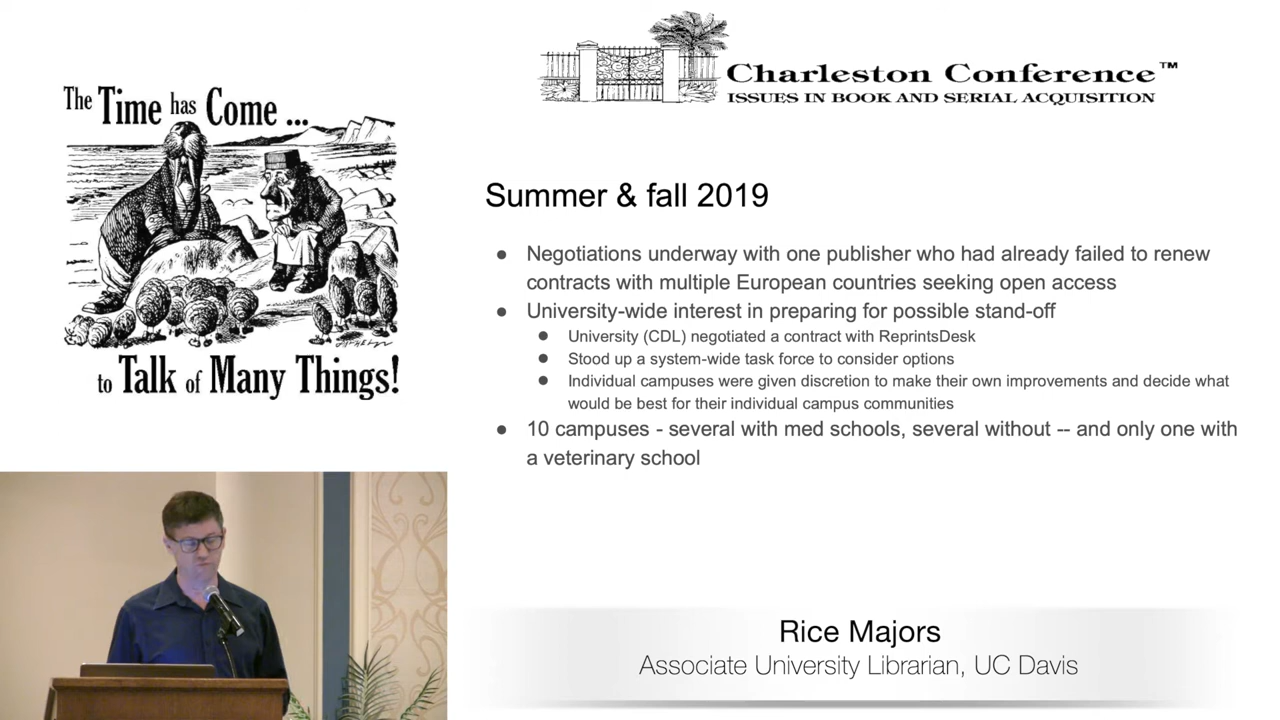 The Time has Come ...
to Talk of Many Things!
Charleston Conference™
ISSUES IN BOOK AND SERIAL ACQUISITION
Summer & fall 2019
● Negotiations underway with one publisher who had already failed to renew
contracts with multiple European countries seeking open access
● University-wide interest in preparing for possible stand-off
● University (CDL) negotiated a contract with ReprintsDesk
● Stood up a system-wide task force to consider options
● Individual campuses were given discretion to make their own improvements and decide what
would be best for their individual campus communities
● 10 campuses - several with med schools, several without -- and only one with
a veterinary school
Rice Majors
Associate University Librarian, UC Davis